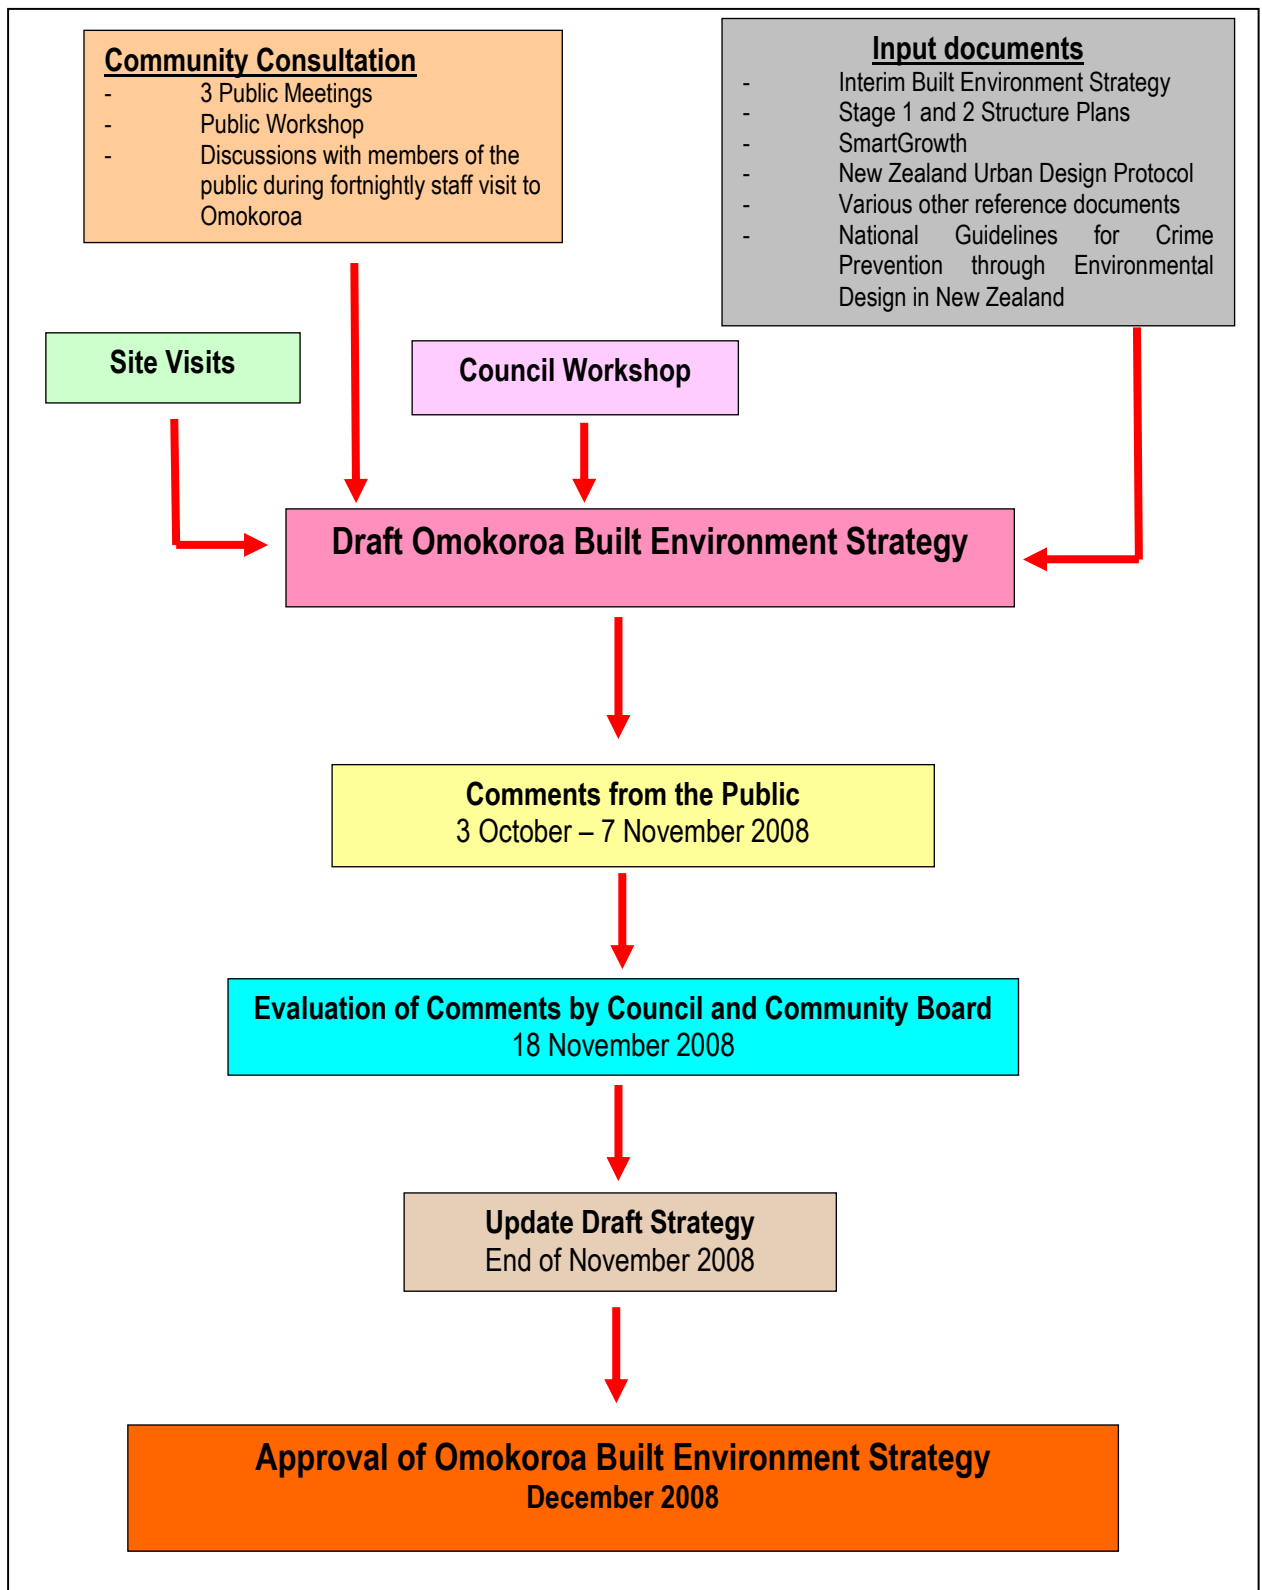 Community Consultation
- 3 Public Meetings
- Public Workshop
- Discussions with members of the
public during fortnightly staff visit to
Omokoroa
Input documents
- Interim Built Environment Strategy
- Stage 1 and 2 Structure Plans
- SmartGrowth
- New Zealand Urban Design Protocol
- Various other reference documents
- National Guidelines for Crime
Prevention through Environmental
Design in New Zealand
Site Visits
Council Workshop
Draft Omokoroa Built Environment Strategy
Comments from the Public
3 October – 7 November 2008
Evaluation of Comments by Council and Community Board
18 November 2008
Update Draft Strategy
End of November 2008
Approval of Omokoroa Built Environment Strategy
December 2008